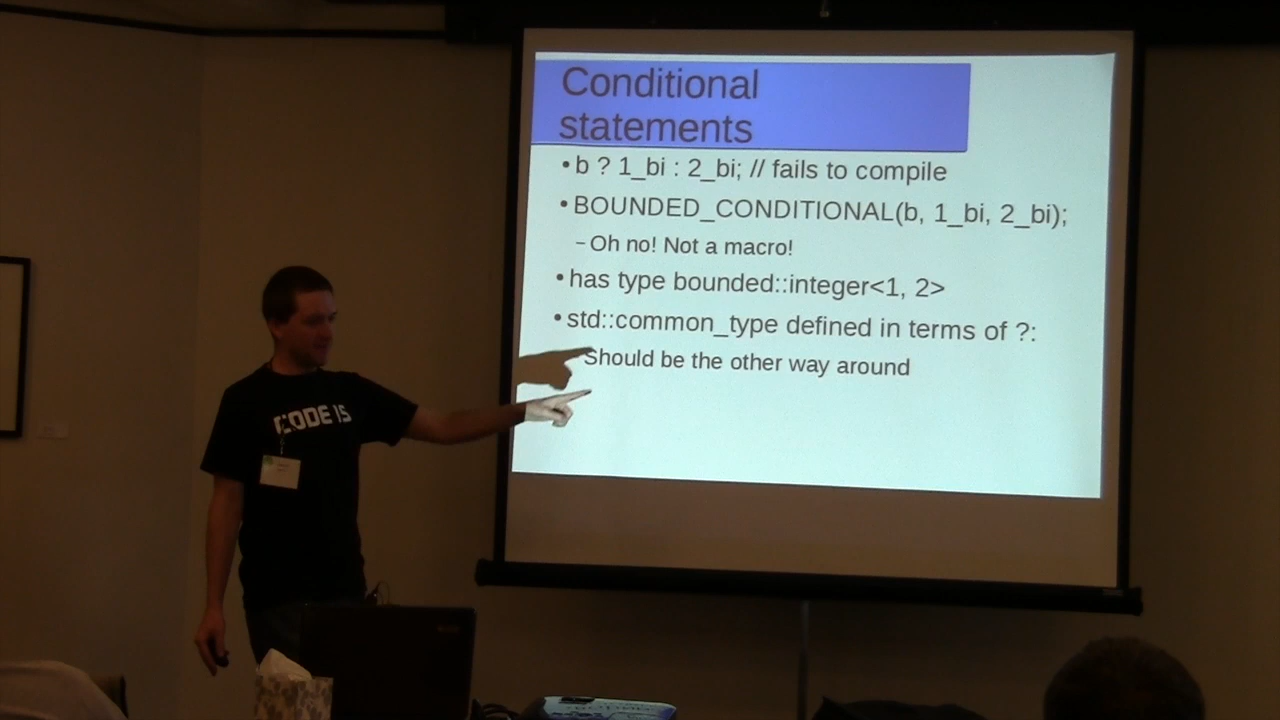 Conditional
statements
•b ? 1_bi : 2_bi; // fails to compile
•BOUNDED_CONDITIONAL(b, 1_bi, 2_bi);
–Oh no! Not a macro!
•has type bounded::integer<1, 2>
•std::common_type defined in terms of ?:
Should be the other way around
CODE IS